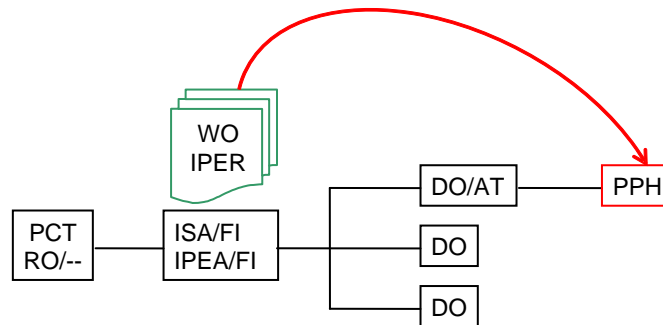 WO
IPER
DO/AT
PPH
PCT
RO/--
ISA/FI
IPEA/FI
DO
DO